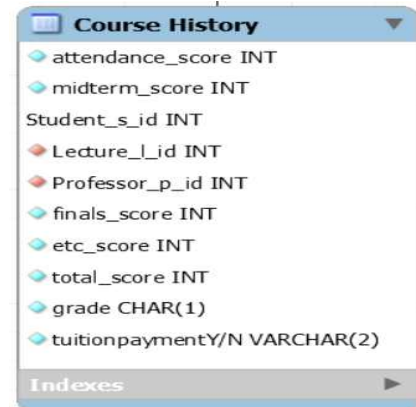 Course History
attendance_score INT
midterm_score INT
Student_s_id INT
Lecture_l_id INT
Professor_p_id INT
finals_score INT
etc_score INT
total_score INT
grade CHAR(1)
tuitionpaymentY/N VARCHAR(2)
Indexes